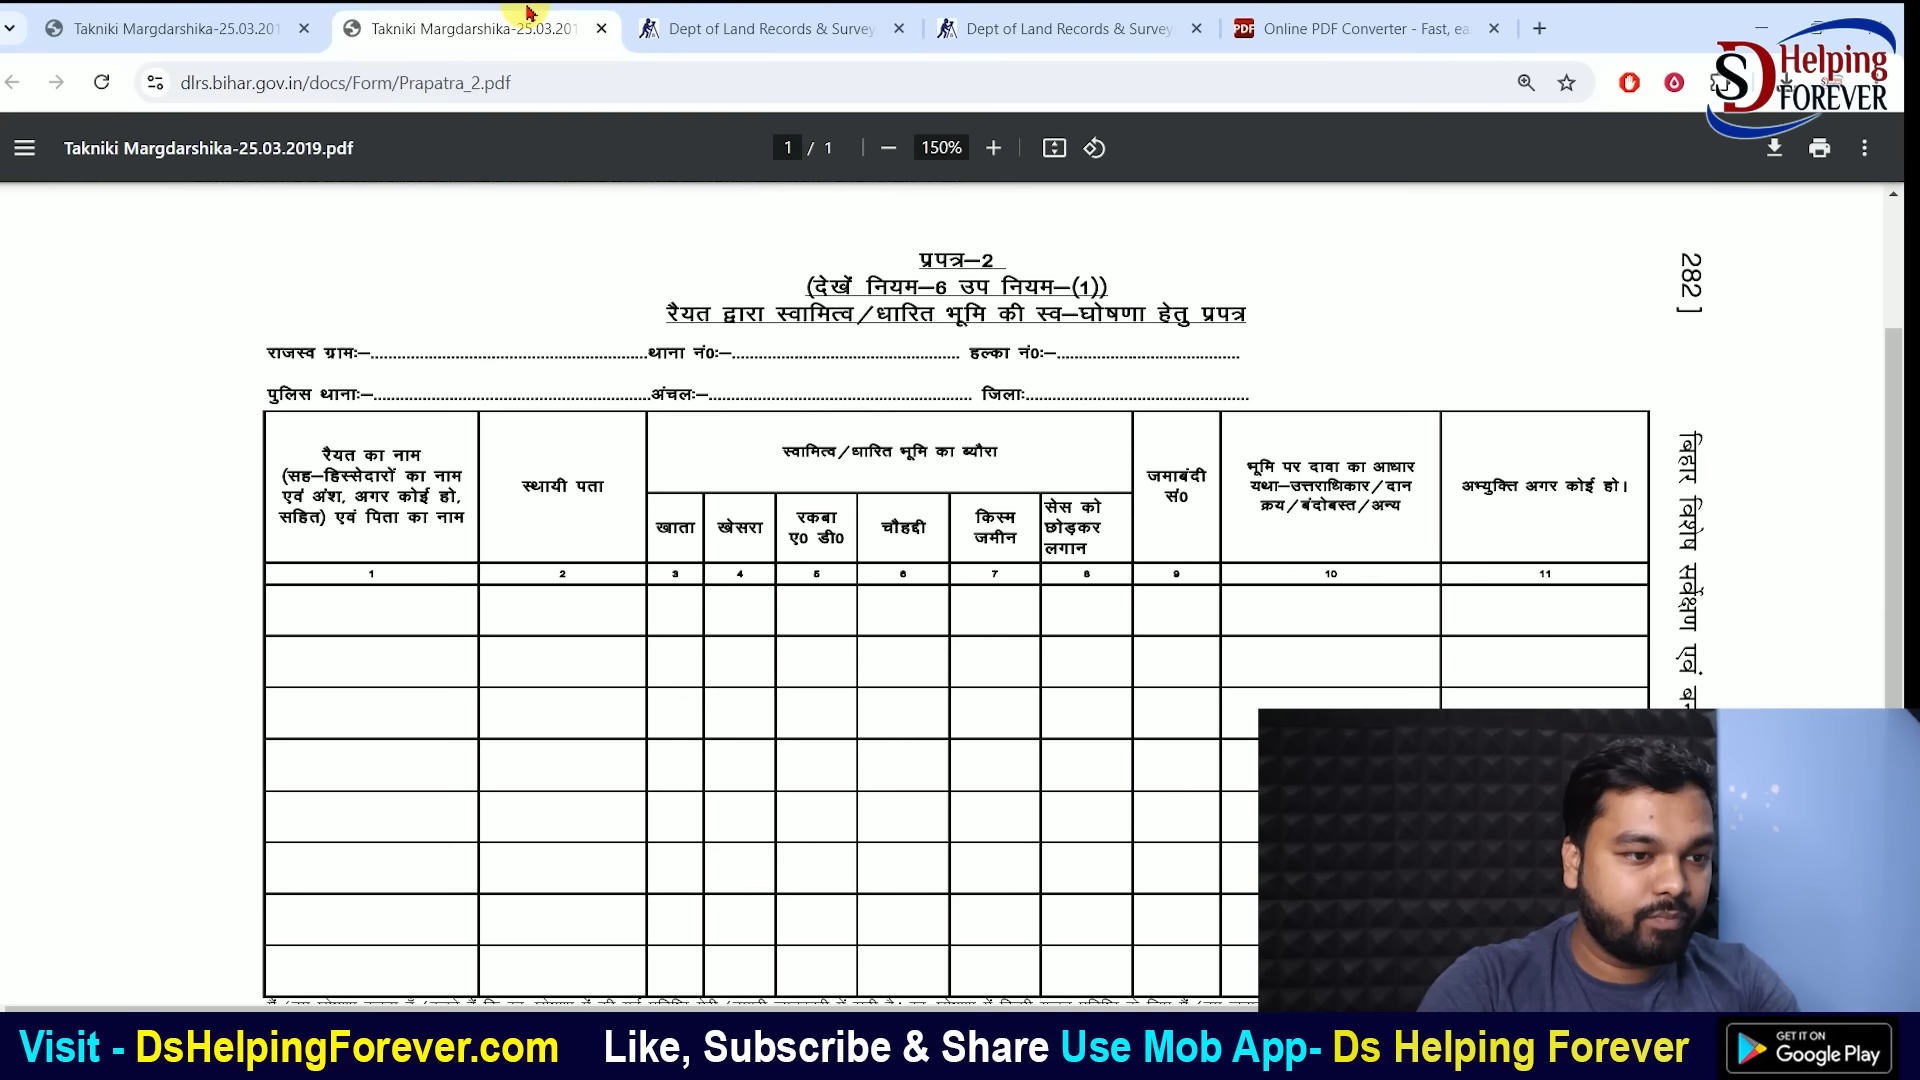 Takniki Margdarshika-25.03.201
Takniki Margdarshika-25.03.201
Dept of Land Records & Survey
Dept of Land Records & Survey
Online PDF Converter - Fast, ea
dlrs.bihar.gov.in/docs/Form/Prapatra_2.pdf
SD Helping FOREVER
Takniki Margdarshika-25.03.2019.pdf
1 / 1
150%
प्रपत्र–2
(देखें नियम–6 उप नियम–(1))
रैयत द्वारा स्वामित्व/धारित भूमि की स्व–घोषणा हेतु प्रपत्र
282 ]
राजस्व ग्रामः–............थाना नं0ः–............ हल्का नं0ः–............
पुलिस थानाः–............अंचलः–............ जिलाः............
रैयत का नाम
(सह–हिस्सेदारों का नाम
एवं अंश, अगर कोई हो,
सहित) एवं पिता का नाम
स्थायी पता
स्वामित्व/धारित भूमि का ब्यौरा
खाता
खेसरा
रकबा
ए0 डी0
चौहद्दी
किस्म
जमीन
सेस को
छोड़कर
लगान
जमाबंदी
सं0
भूमि पर दावा का आधार
यथा–उत्तराधिकार/दान
क्रय/बंदोबस्त/अन्य
अभ्युक्ति अगर कोई हो।
1 2 3 4 5 6 7 8 9 10 11
बिहार विशेष सर्वेक्षण एवं
Visit - DsHelpingForever.com Like, Subscribe & Share Use Mob App- Ds Helping Forever
GET IT ON
Google Play